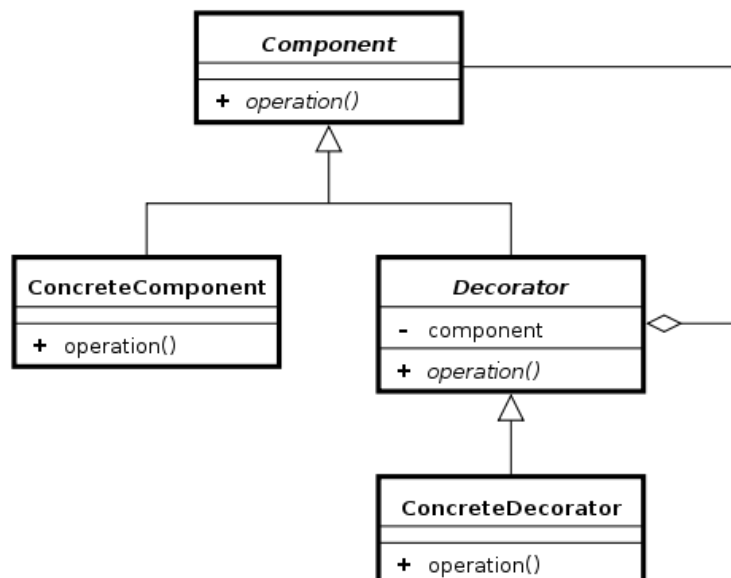 Component
+ operation()
ConcreteComponent
+ operation()
Decorator
- component
+ operation()
ConcreteDecorator
+ operation()